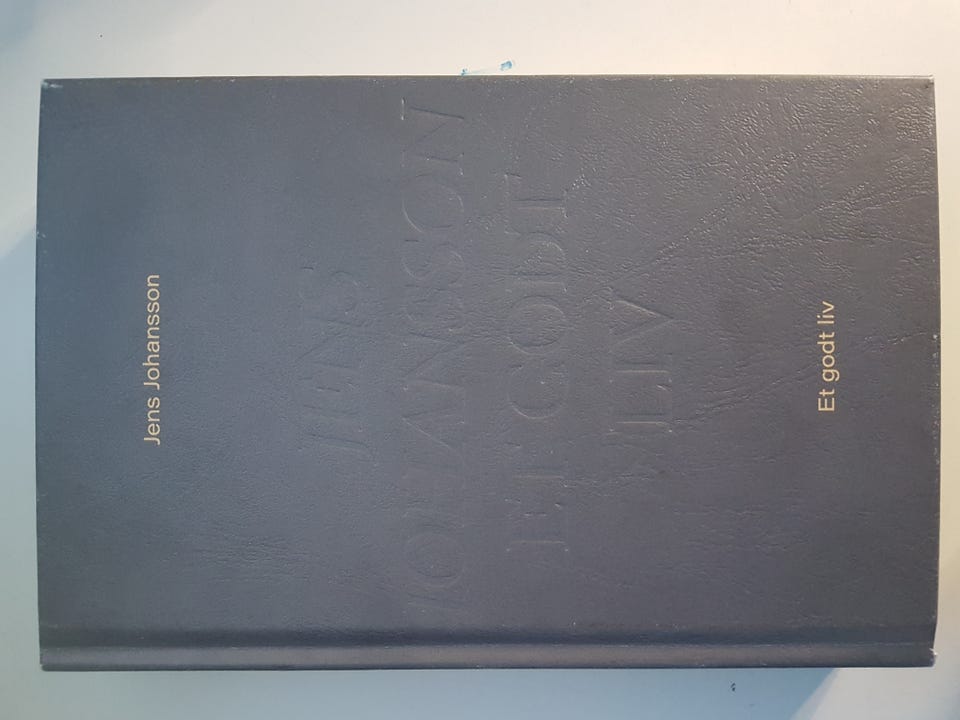 Jens Johansson
JENS
JOHANSSON
ET GODT
LIV
Et godt liv